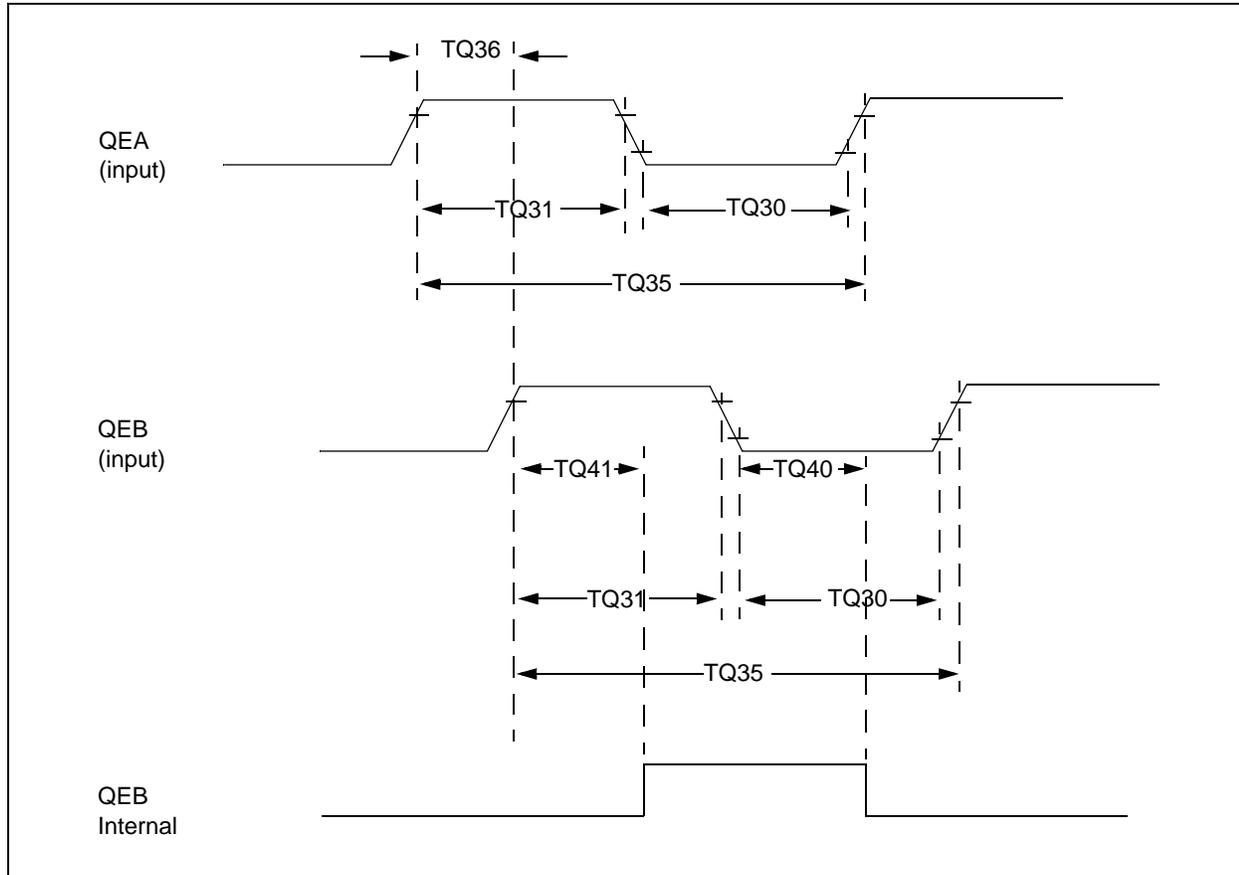 TQ36
QEA
(input)
TQ31
TQ30
TQ35
QEB
(input)
TQ41
TQ40
TQ31
TQ30
TQ35
QEB
Internal